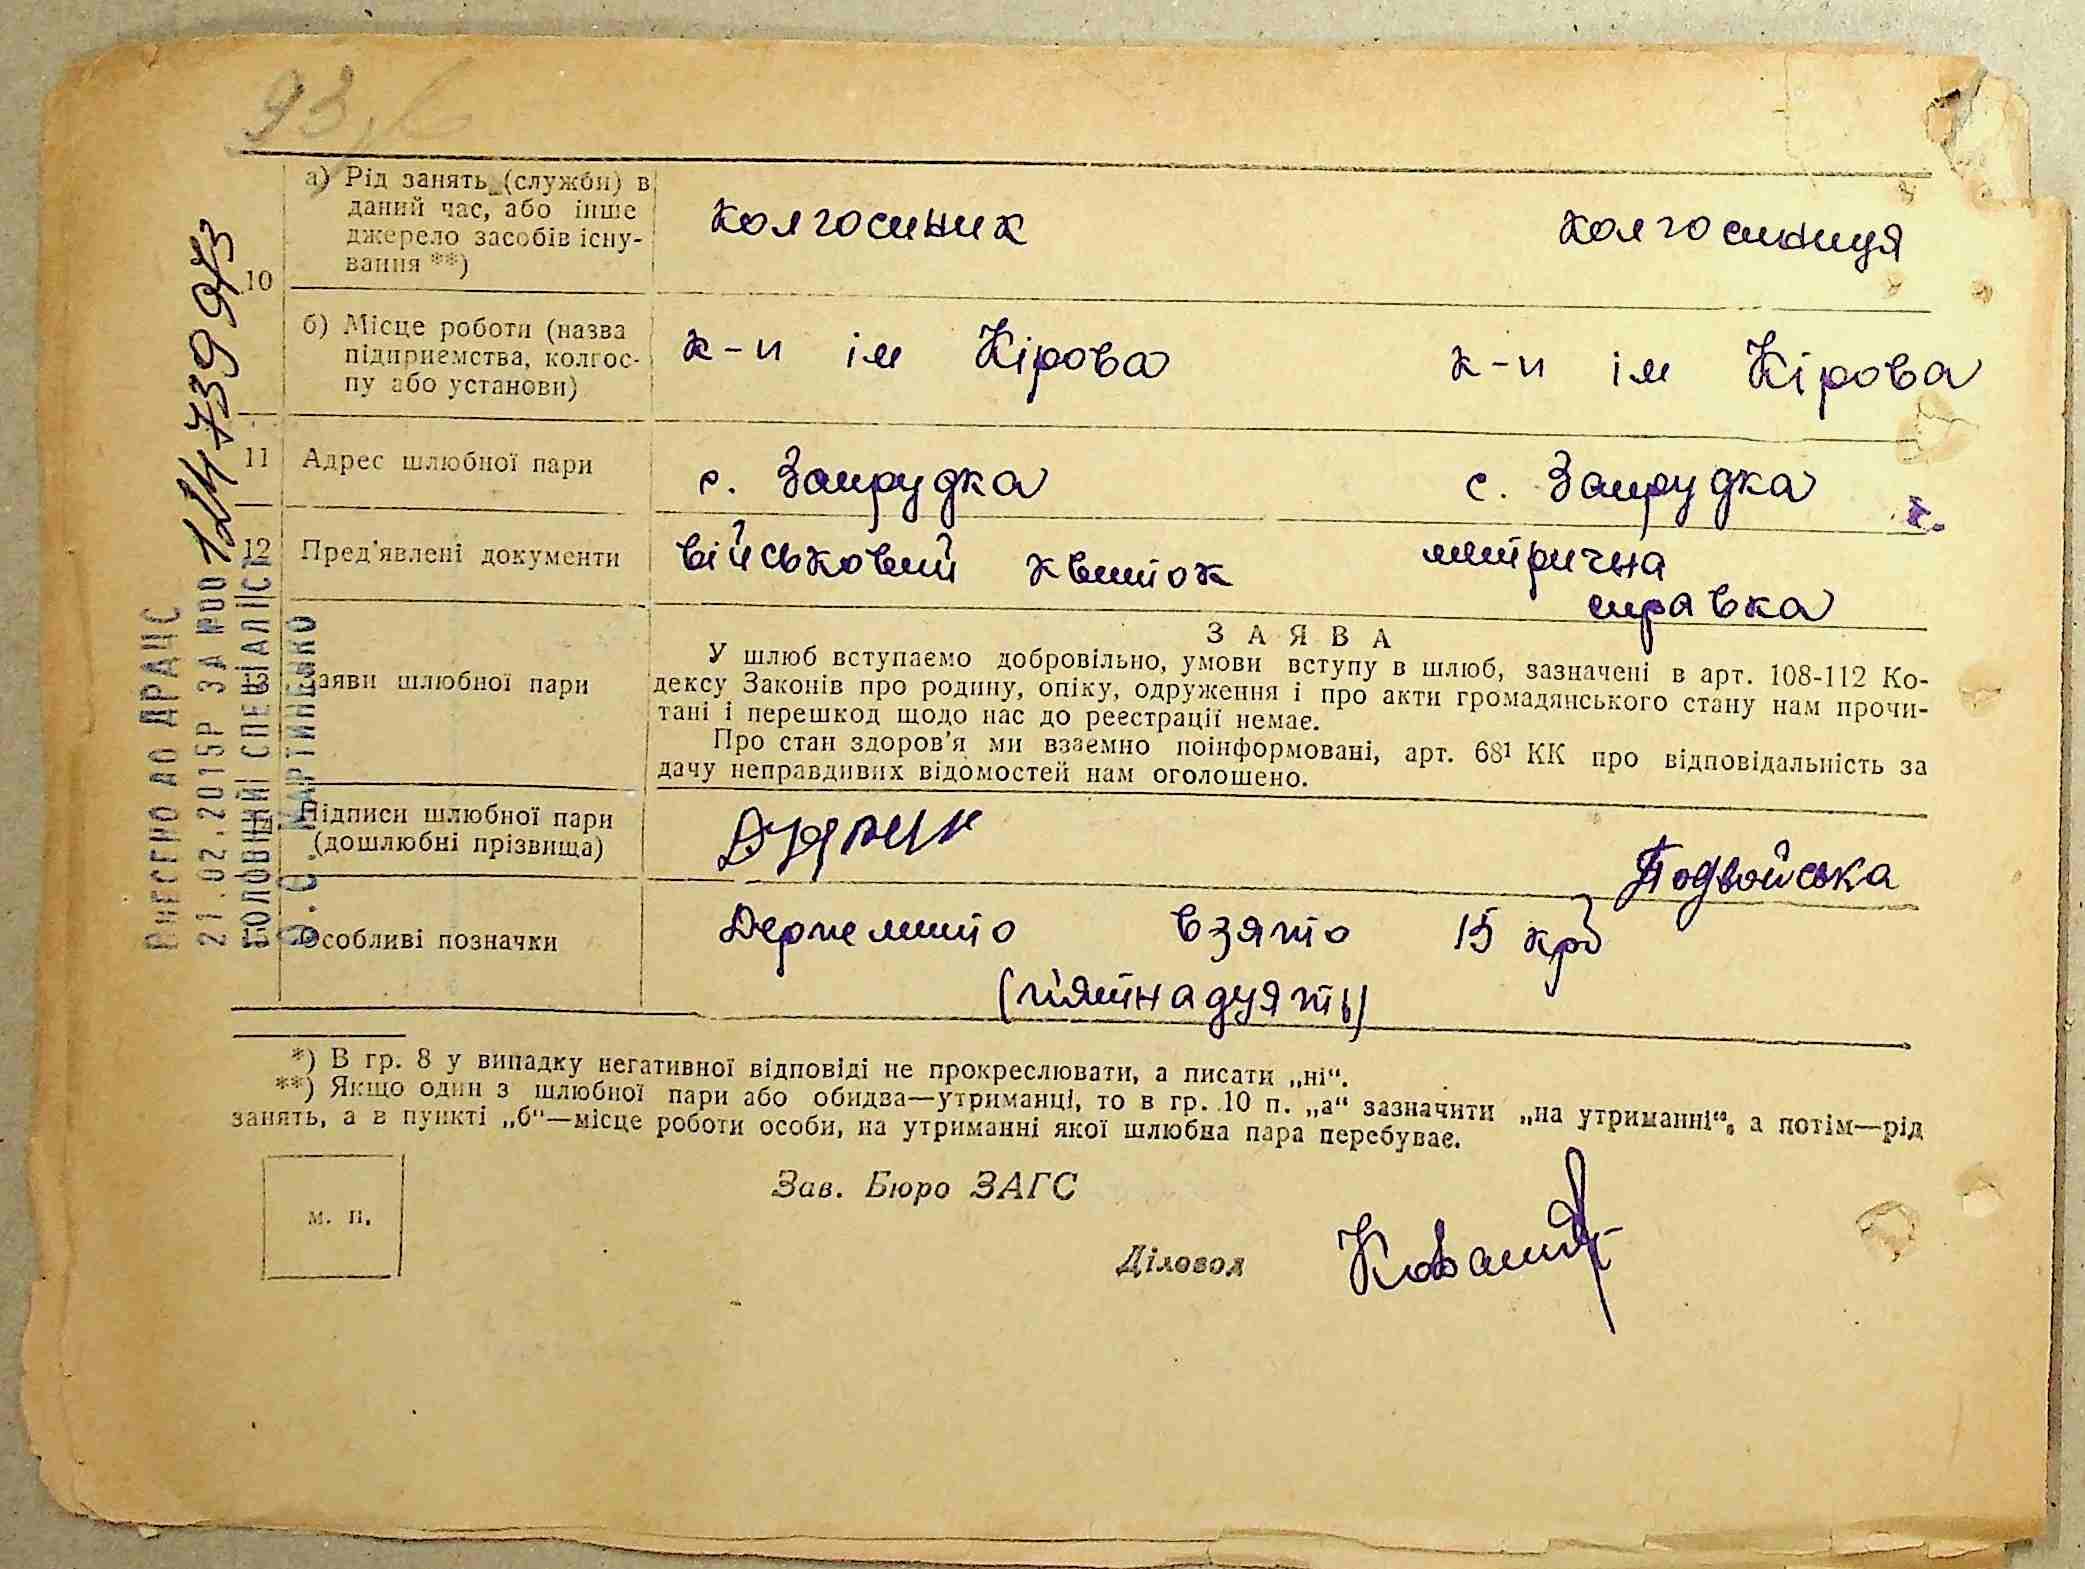 93
а) Рід занять (служби) в
даний час, або інше
джерело засобів існу-
вання **)
10
колгоспник
колгоспниця
б) Місце роботи (назва
підприємства, колгос-
пу або установи)
к-п ім Кірова
к-п ім Кірова
11 Адрес шлюбної пари
с. Запрудка
с. Запрудка
12 Пред'явлені документи
військовий квиток
митрична
справка
Заяви шлюбної пари
ЗАЯВА
У шлюб вступаємо добровільно, умови вступу в шлюб, зазначені в арт. 108-112 Ко-
дексу Законів про родину, опіку, одруження і про акти громадянського стану нам прочи-
тані і перешкод щодо нас до реєстрації немає.
Про стан здоров'я ми взаємно поінформовані, арт. 68¹ КК про відповідальність за
дачу неправдивих відомостей нам оголошено.
Підписи шлюбної пари
(дошлюбні прізвища)
Подвойська
Особливі позначки
Держмито взято 15 крб
(п'ятнадцять)
*) В гр. 8 у випадку негативної відповіді не прокреслювати, а писати „ні“.
**) Якщо один з шлюбної пари або обидва—утриманці, то в гр. 10 п. „а“ зазначити „на утриманні“, а потім—рід
занять, а в пункті „б“—місце роботи особи, на утриманні якої шлюбна пара перебуває.
м. п.
Зав. Бюро ЗАГС
Діловод
ВНЕСЕНО ДО ДРАЦС
21.02.2015Р ЗА №00124739973
ГОЛОВНИЙ СПЕЦІАЛІСТ
МАРТИНЕНКО